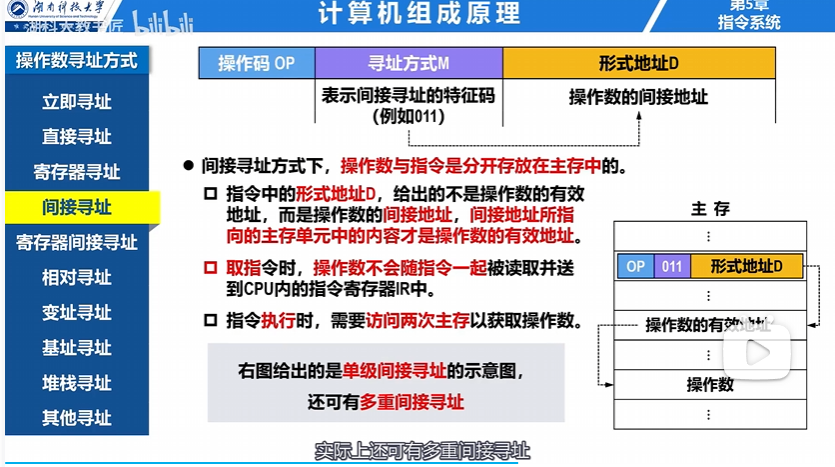 湖南科技大学
Hunan University of Science and Technology
计算机组成原理
第5章
指令系统
湖科大教书匠 bilibili
操作数寻址方式
立即寻址
直接寻址
寄存器寻址
间接寻址
寄存器间接寻址
相对寻址
变址寻址
基址寻址
堆栈寻址
其他寻址
操作码 OP 寻址方式M 形式地址D
表示间接寻址的特征码
(例如011)
操作数的间接地址
● 间接寻址方式下，操作数与指令是分开存放在主存中的。
指令中的形式地址D，给出的不是操作数的有效
地址，而是操作数的间接地址，间接地址所指
向的主存单元中的内容才是操作数的有效地址。
取指令时，操作数不会随指令一起被读取并送
到CPU内的指令寄存器IR中。
指令执行时，需要访问两次主存以获取操作数。
右图给出的是单级间接寻址的示意图，
还可有多重间接寻址
主 存
⋮
OP 011 形式地址D
⋮
操作数的有效地址
⋮
操作数
⋮
实际上还可有多重间接寻址